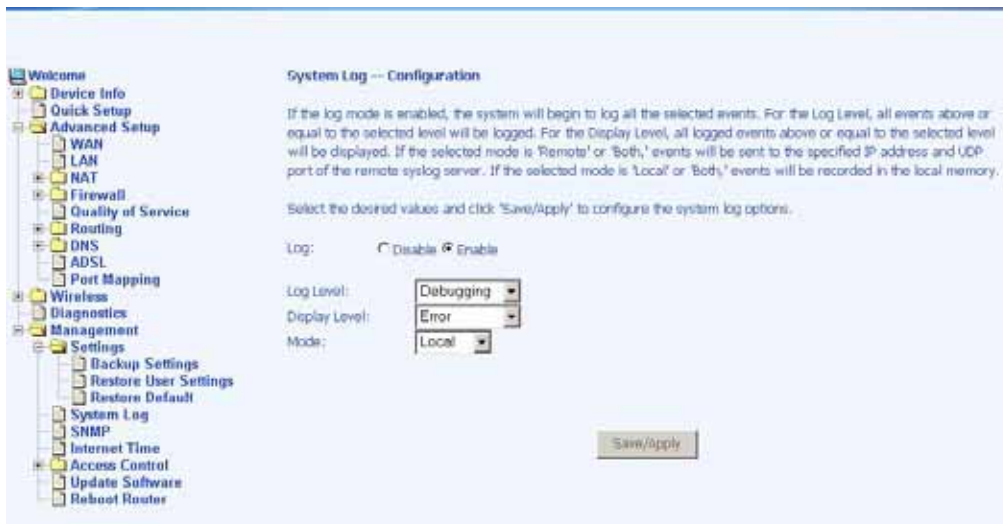 Welcome
Device Info
Quick Setup
Advanced Setup
WAN
LAN
NAT
Firewall
Quality of Service
Routing
DNS
ADSL
Port Mapping
Wireless
Diagnostics
Management
Settings
Backup Settings
Restore User Settings
Restore Default
System Log
SNMP
Internet Time
Access Control
Update Software
Reboot Router
System Log -- Configuration
If the log mode is enabled, the system will begin to log all the selected events. For the Log Level, all events above or
equal to the selected level will be logged. For the Display Level, all logged events above or equal to the selected level
will be displayed. If the selected mode is 'Remote' or 'Both,' events will be sent to the specified IP address and UDP
port of the remote syslog server. If the selected mode is 'Local' or 'Both,' events will be recorded in the local memory.
Select the desired values and click 'Save/Apply' to configure the system log options.
Log: Disable Enable
Log Level: Debugging
Display Level: Error
Mode: Local
Save/Apply